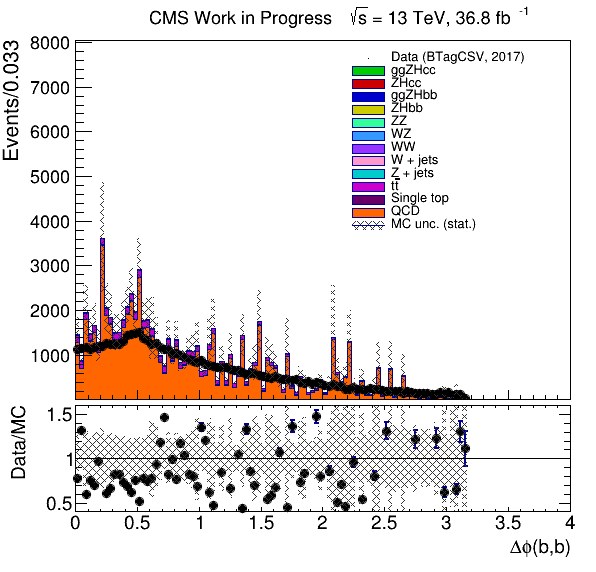 CMS Work in Progress √s = 13 TeV, 36.8 fb⁻¹
Events/0.033
8000
7000
6000
5000
4000
3000
2000
1000
Data (BTagCSV, 2017)
ggZHcc
ZHcc
ggZHbb
ZHbb
ZZ
WZ
WW
W + jets
Z + jets
tt̅
Single top
QCD
MC unc. (stat.)
Data/MC
1.5
1
0.5
0 0.5 1 1.5 2 2.5 3 3.5 4
Δϕ(b,b)